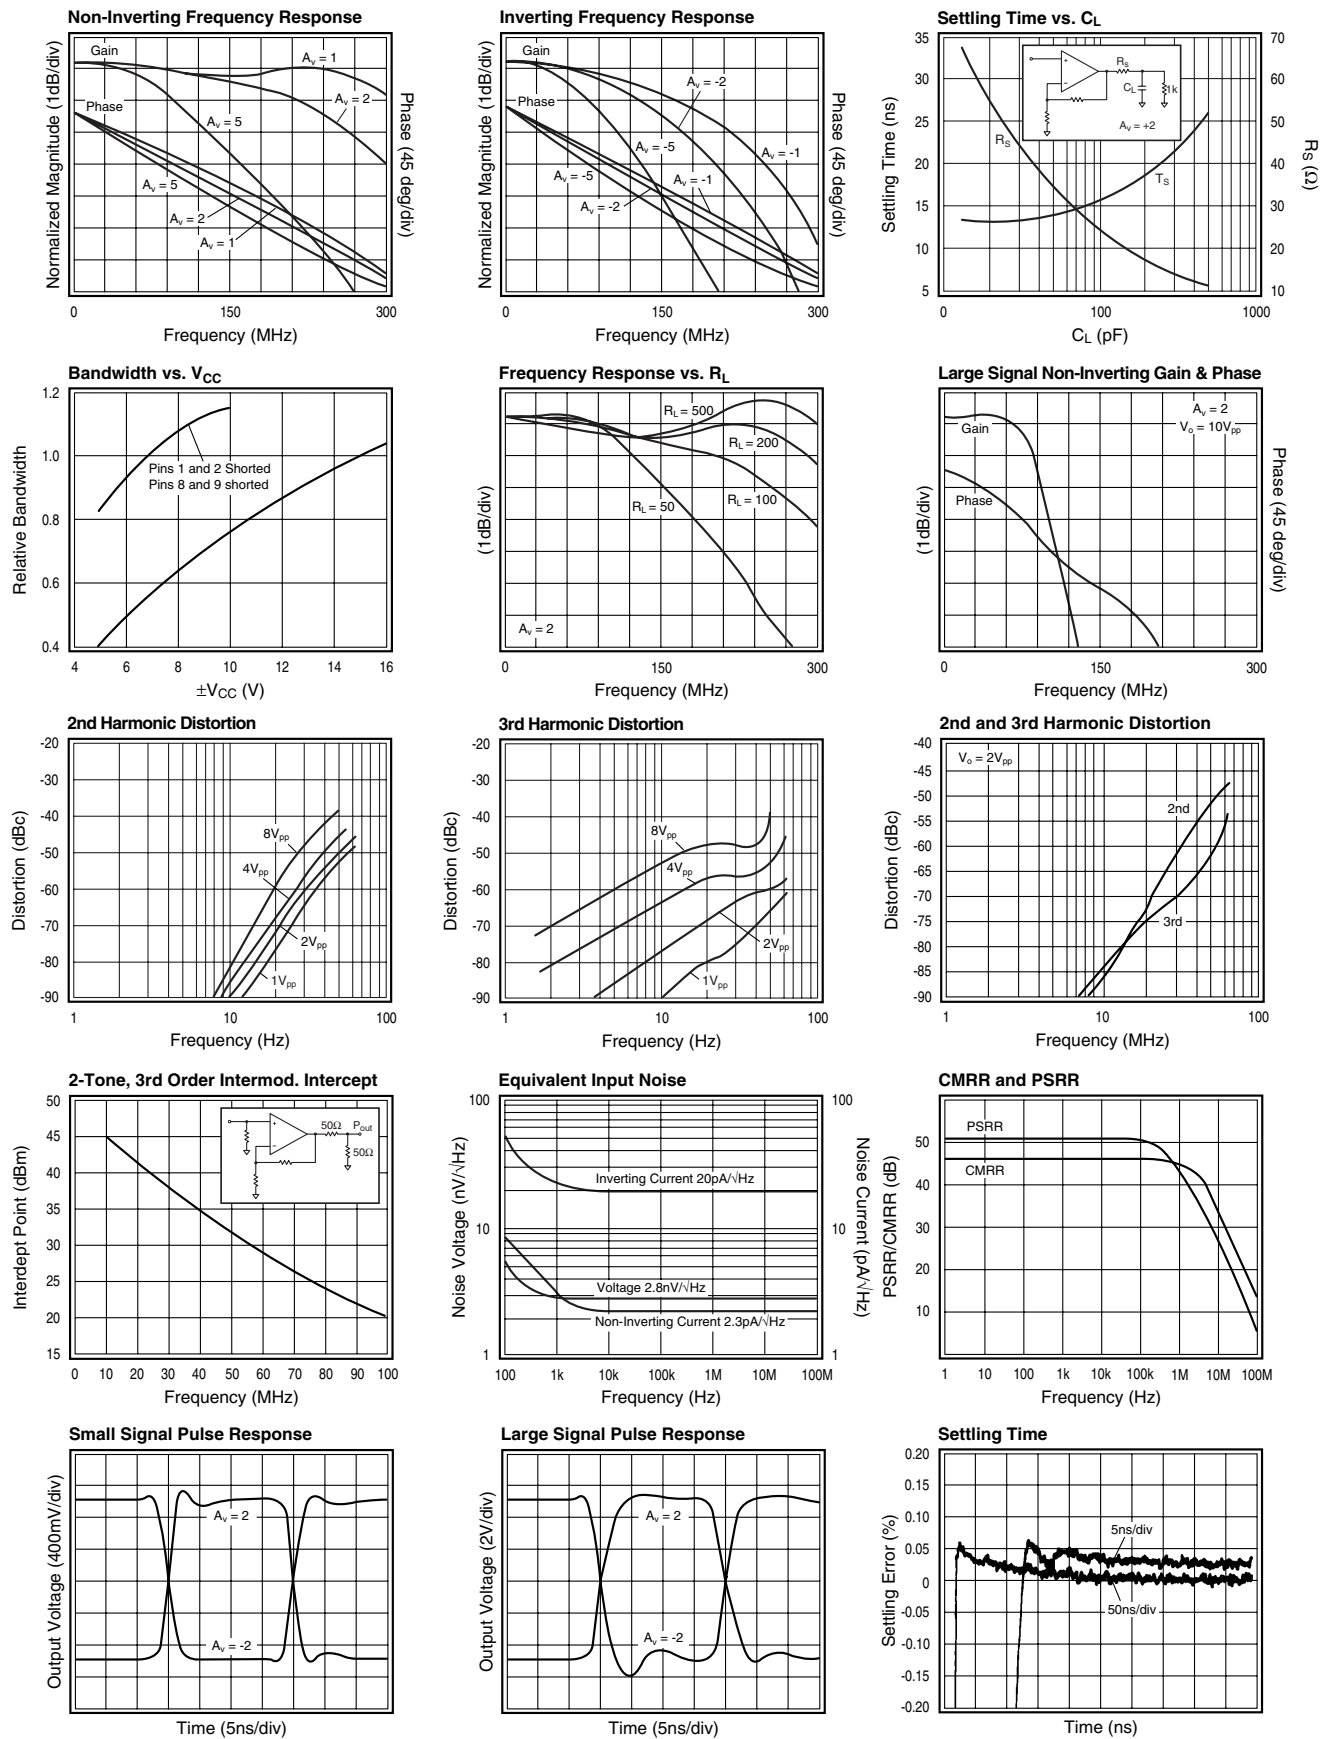 Non-Inverting Frequency Response
Normalized Magnitude (1dB/div)
Phase (45 deg/div)
Gain
Phase
Av = 1
Av = 2
Av = 5
Av = 5
Av = 2
Av = 1
0 150 300
Frequency (MHz)
Inverting Frequency Response
Normalized Magnitude (1dB/div)
Phase (45 deg/div)
Gain
Phase
Av = -2
Av = -5
Av = -1
Av = -5
Av = -1
Av = -2
0 150 300
Frequency (MHz)
Settling Time vs. CL
Settling Time (ns)
RS (Ω)
35
30
25
20
15
10
5
70
60
50
40
30
20
10
+
−
Rs
CL
1k
Av = +2
RS
TS
0 100 1000
CL (pF)
Bandwidth vs. VCC
Relative Bandwidth
1.2
1.0
0.8
0.6
0.4
Pins 1 and 2 Shorted
Pins 8 and 9 shorted
4 6 8 10 12 14 16
±VCC (V)
Frequency Response vs. RL
(1dB/div)
RL = 500
RL = 200
RL = 100
RL = 50
Av = 2
0 150 300
Frequency (MHz)
Large Signal Non-Inverting Gain & Phase
(1dB/div)
Phase (45 deg/div)
Av = 2
Vo = 10Vpp
Gain
Phase
0 150 300
Frequency (MHz)
2nd Harmonic Distortion
Distortion (dBc)
-20
-30
-40
-50
-60
-70
-80
-90
8Vpp
4Vpp
2Vpp
1Vpp
1 10 100
Frequency (Hz)
3rd Harmonic Distortion
Distortion (dBc)
-20
-30
-40
-50
-60
-70
-80
-90
8Vpp
4Vpp
2Vpp
1Vpp
1 10 100
Frequency (Hz)
2nd and 3rd Harmonic Distortion
Distortion (dBc)
-40
-45
-50
-55
-60
-70
-75
-80
-85
-90
Vo = 2Vpp
2nd
3rd
1 10 100
Frequency (MHz)
2-Tone, 3rd Order Intermod. Intercept
Interdept Point (dBm)
50
45
40
35
30
25
20
15
+
−
50Ω
Pout
50Ω
0 10 20 30 40 50 60 70 80 90 100
Frequency (MHz)
Equivalent Input Noise
Noise Voltage (nV/√Hz)
Noise Current (pA/√Hz)
100
10
1
100
10
1
Inverting Current 20pA/√Hz
Voltage 2.8nV/√Hz
Non-Inverting Current 2.3pA/√Hz
100 1k 10k 100k 1M 10M 100M
Frequency (Hz)
CMRR and PSRR
PSRR/CMRR (dB)
PSRR
CMRR
50
40
30
20
10
1 10 100 1k 10k 100k 1M 10M 100M
Frequency (Hz)
Small Signal Pulse Response
Output Voltage (400mV/div)
Av = 2
Av = -2
Time (5ns/div)
Large Signal Pulse Response
Output Voltage (2V/div)
Av = 2
Av = -2
Time (5ns/div)
Settling Time
Settling Error (%)
0.20
0.15
0.10
0.05
0
-0.05
-0.10
-0.15
-0.20
5ns/div
50ns/div
Time (ns)